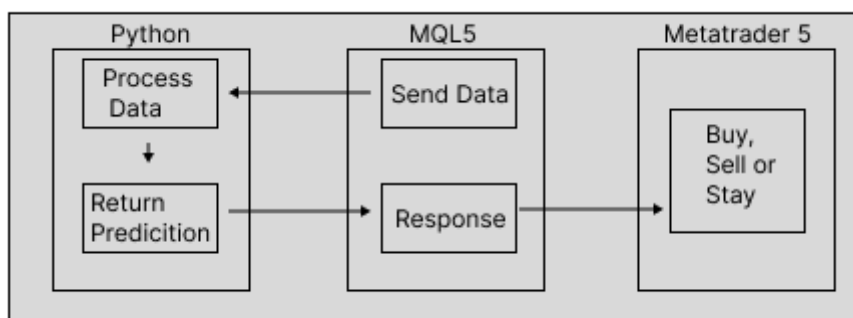 Python
MQL5
Metatrader 5
Process
Data
Send Data
Buy,
Sell or
Stay
Return
Predicition
Response